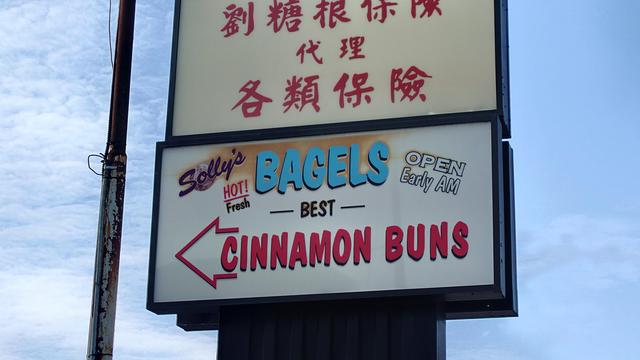 劉糖根保險
代理
各類保險
Solly's BAGELS OPEN
HOT! Early AM
Fresh
BEST
CINNAMON BUNS